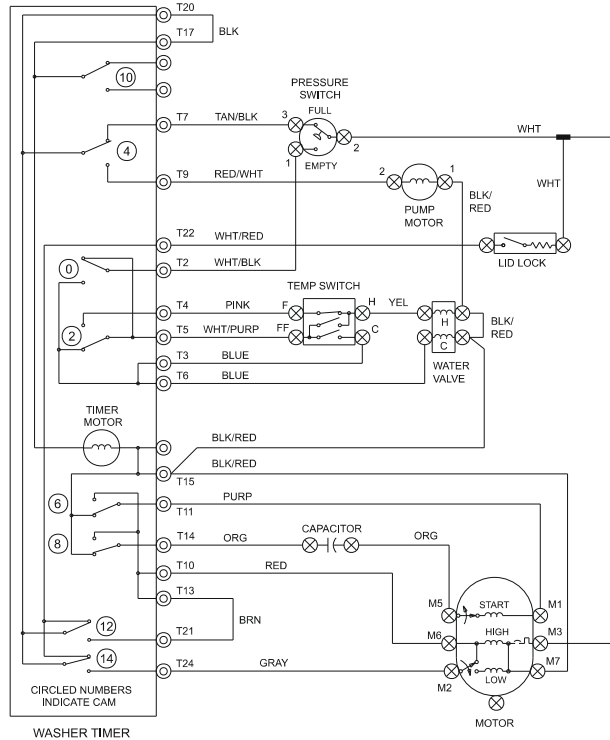 T20
T17
BLK
10
PRESSURE
SWITCH
T7
TAN/BLK
3
FULL
4
WHT
2
1
EMPTY
T9
RED/WHT
2
1
PUMP
MOTOR
BLK/
RED
WHT
T22
WHT/RED
LID LOCK
0
T2
WHT/BLK
TEMP SWITCH
T4
PINK
F
H
YEL
2
T5
WHT/PURP
FF
C
H
C
BLK/
RED
T3
BLUE
T6
BLUE
WATER
VALVE
TIMER
MOTOR
BLK/RED
BLK/RED
T15
6
PURP
T11
8
T14
ORG
CAPACITOR
ORG
T10
RED
T13
BRN
M5
START
M1
12
M6
HIGH
M3
T21
14
T24
GRAY
M2
LOW
M7
CIRCLED NUMBERS
INDICATE CAM
MOTOR
WASHER TIMER